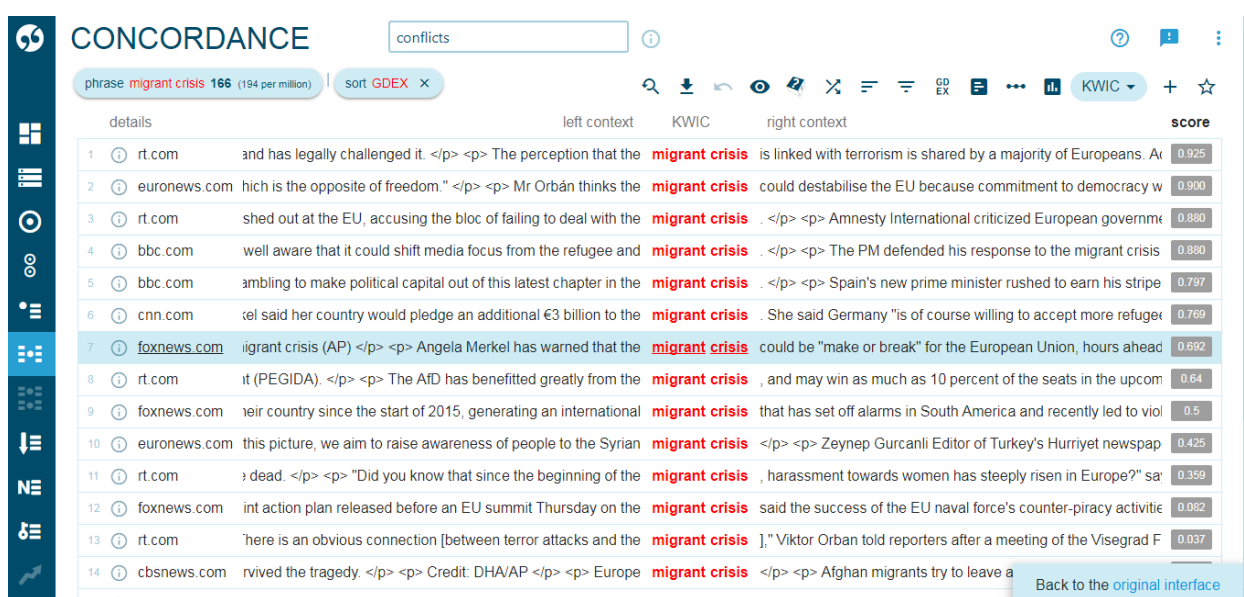 CONCORDANCE conflicts
phrase migrant crisis 166 (194 per million) sort GDEX ×
GD EX KWIC
details left context KWIC right context score
1 rt.com and has legally challenged it. </p> <p> The perception that the migrant crisis is linked with terrorism is shared by a majority of Europeans. 0.925
2 euronews.com hich is the opposite of freedom." </p> <p> Mr Orbán thinks the migrant crisis could destabilise the EU because commitment to democracy w 0.900
3 rt.com shed out at the EU, accusing the bloc of failing to deal with the migrant crisis . </p> <p> Amnesty International criticized European governme 0.880
4 bbc.com well aware that it could shift media focus from the refugee and migrant crisis . </p> <p> The PM defended his response to the migrant crisis 0.880
5 bbc.com ambling to make political capital out of this latest chapter in the migrant crisis . </p> <p> Spain's new prime minister rushed to earn his stripe 0.797
6 cnn.com kel said her country would pledge an additional €3 billion to the migrant crisis . She said Germany "is of course willing to accept more refugee 0.769
7 foxnews.com igrant crisis (AP) </p> <p> Angela Merkel has warned that the migrant crisis could be "make or break" for the European Union, hours ahead 0.692
8 rt.com nt (PEGIDA). </p> <p> The AfD has benefitted greatly from the migrant crisis , and may win as much as 10 percent of the seats in the upcom 0.64
9 foxnews.com heir country since the start of 2015, generating an international migrant crisis that has set off alarms in South America and recently led to viol 0.5
10 euronews.com this picture, we aim to raise awareness of people to the Syrian migrant crisis </p> <p> Zeynep Gurcanli Editor of Turkey's Hurriyet newspap 0.425
11 rt.com e dead. </p> <p> "Did you know that since the beginning of the migrant crisis , harassment towards women has steeply risen in Europe?" sa 0.359
12 foxnews.com int action plan released before an EU summit Thursday on the migrant crisis said the success of the EU naval force's counter-piracy activitie 0.082
13 rt.com There is an obvious connection [between terror attacks and the migrant crisis ]," Viktor Orban told reporters after a meeting of the Visegrad F 0.037
14 cbsnews.com rvived the tragedy. </p> <p> Credit: DHA/AP </p> <p> Europe migrant crisis </p> <p> Afghan migrants try to leave a
Back to the original interface